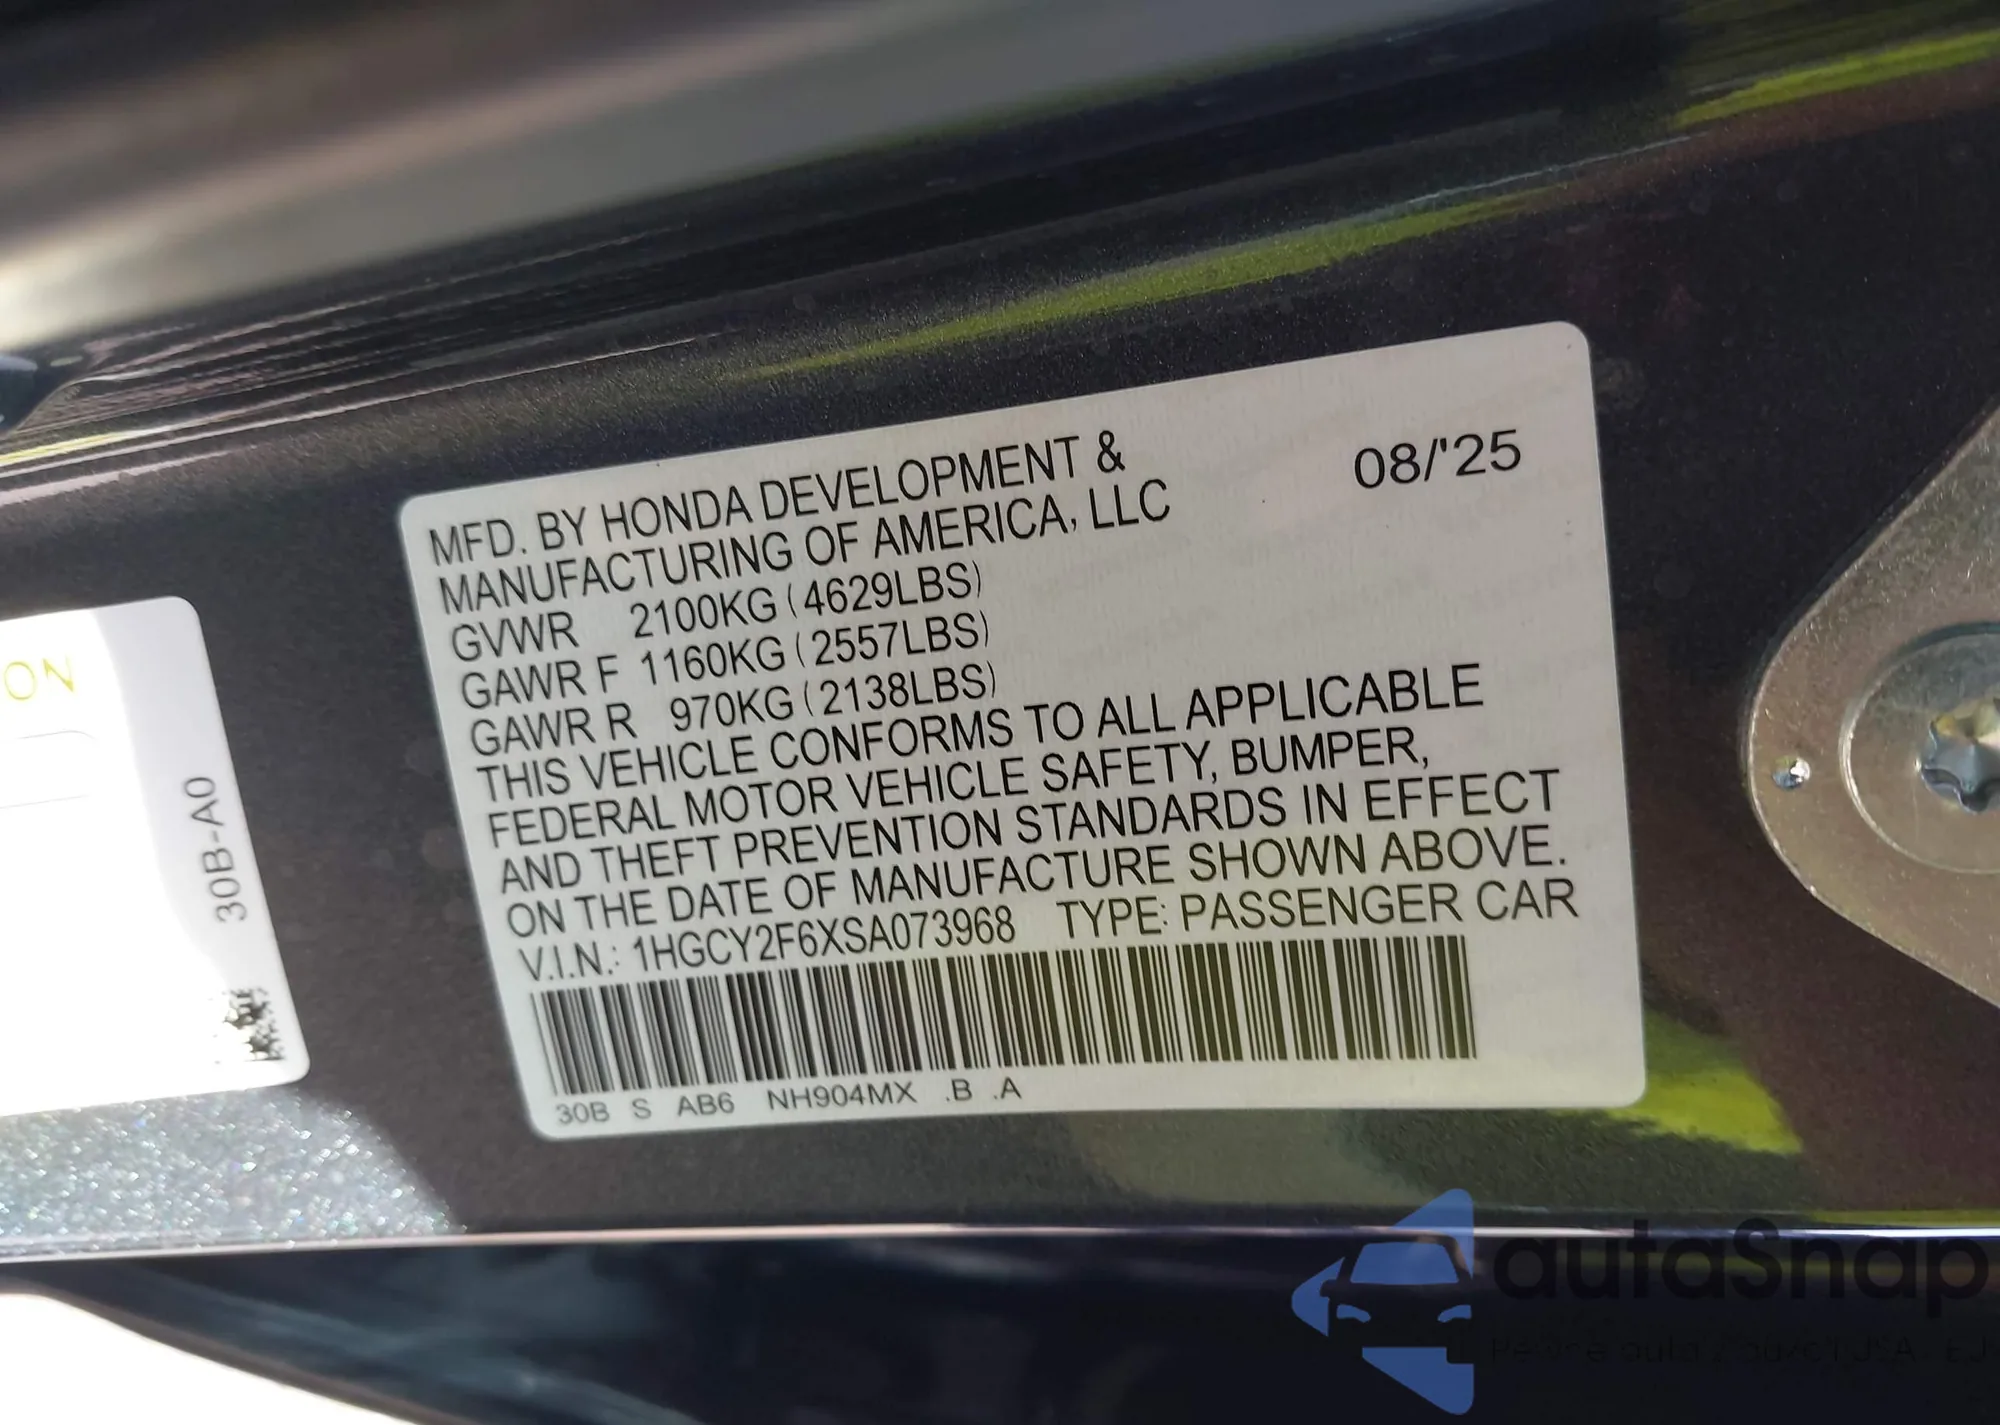 MFD. BY HONDA DEVELOPMENT &
MANUFACTURING OF AMERICA, LLC
08/'25
GVWR 2100KG (4629LBS)
GAWR F 1160KG (2557LBS)
GAWR R 970KG (2138LBS)
THIS VEHICLE CONFORMS TO ALL APPLICABLE
FEDERAL MOTOR VEHICLE SAFETY, BUMPER,
AND THEFT PREVENTION STANDARDS IN EFFECT
ON THE DATE OF MANUFACTURE SHOWN ABOVE.
V.I.N.: 1HGCY2F6XSA073968 TYPE: PASSENGER CAR
30B S AB6 NH904MX .B .A
ON
30B-A0
autaSnap